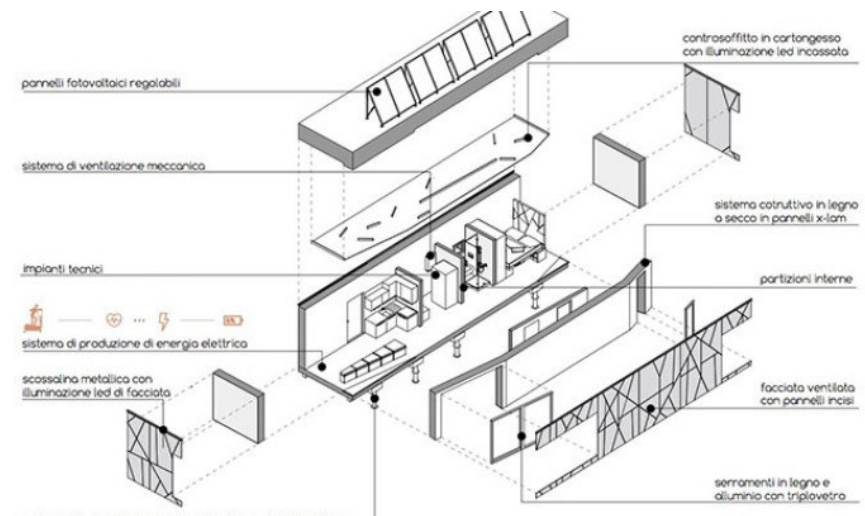 pannelli fotovoltaici regolabili
controsoffitto in cartongesso
con illuminazione led incassata
sistema di ventilazione meccanica
sistema cotruttivo in legno
a secco in pannelli x-lam
impianti tecnici
partizioni interne
sistema di produzione di energia elettrica
scossalina metallica con
illuminazione led di facciata
facciata ventilata
con pannelli incisi
serramenti in legno e
alluminio con triplovetro